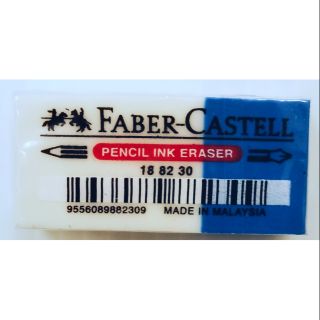 FABER-CASTELL
PENCIL INK ERASER
18 82 30
9556089882309 MADE IN MALAYSIA